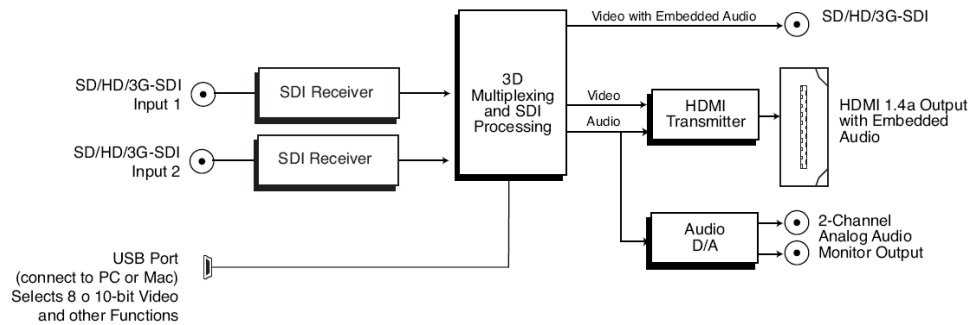 Video with Embedded Audio
SD/HD/3G-SDI
SD/HD/3G-SDI
Input 1
SDI Receiver
3D
Multiplexing
and SDI
Processing
Video
Audio
HDMI
Transmitter
HDMI 1.4a Output
with Embedded
Audio
SD/HD/3G-SDI
Input 2
SDI Receiver
Audio
D/A
2-Channel
Analog Audio
Monitor Output
USB Port
(connect to PC or Mac)
Selects 8 o 10-bit Video
and other Functions